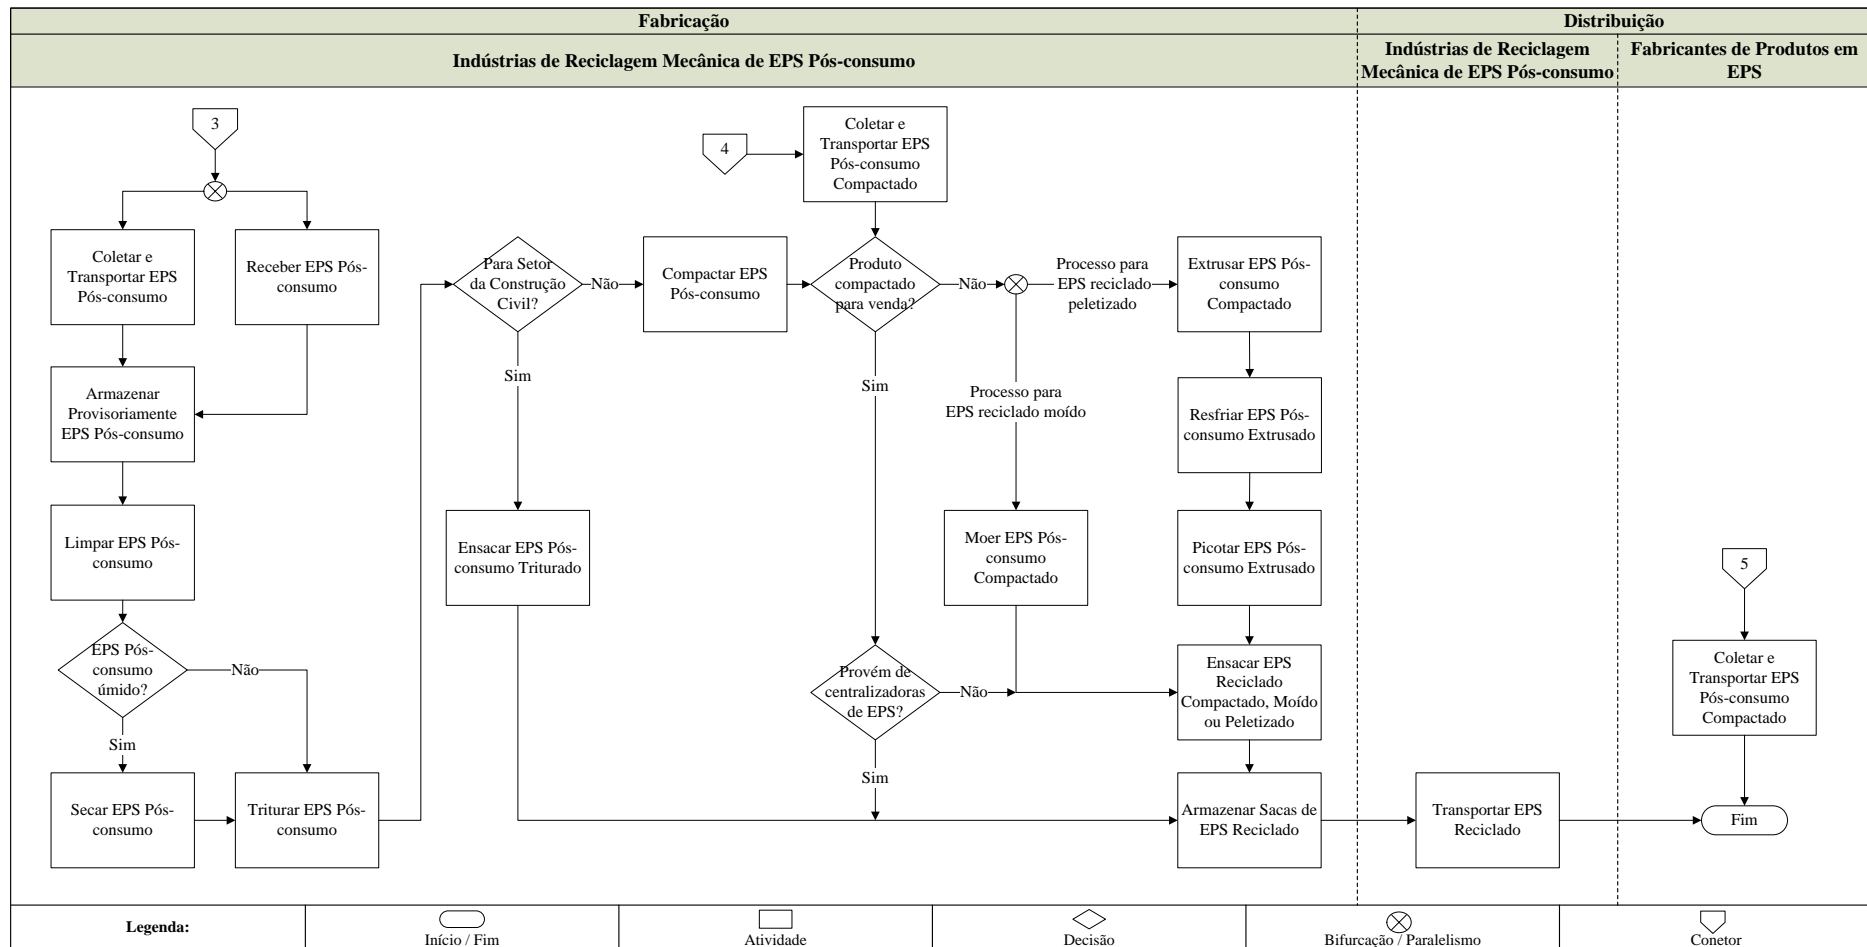 Fabricação
Distribuição
Indústrias de Reciclagem Mecânica de EPS Pós-consumo
Indústrias de Reciclagem
Mecânica de EPS Pós-consumo
Fabricantes de Produtos em
EPS
3
Coletar e
Transportar EPS
Pós-consumo
Receber EPS Pós-
consumo
Armazenar
Provisoriamente
EPS Pós-consumo
Limpar EPS Pós-
consumo
EPS Pós-
consumo
úmido?
Não
Sim
Secar EPS Pós-
consumo
Triturar EPS Pós-
consumo
Para Setor
da Construção
Civil?
Não
Sim
Ensacar EPS Pós-
consumo Triturado
Compactar EPS
Pós-consumo
4
Coletar e
Transportar EPS
Pós-consumo
Compactado
Produto
compactado
para venda?
Não
Sim
Processo para
EPS reciclado
peletizado
Processo para
EPS reciclado moído
Moer EPS Pós-
consumo
Compactado
Provém de
centralizadoras
de EPS?
Não
Sim
Extrusar EPS Pós-
consumo
Compactado
Resfriar EPS Pós-
consumo Extrusado
Picotar EPS Pós-
consumo Extrusado
Ensacar EPS
Reciclado
Compactado, Moído
ou Peletizado
Armazenar Sacas de
EPS Reciclado
Transportar EPS
Reciclado
5
Coletar e
Transportar EPS
Pós-consumo
Compactado
Fim
Legenda:
Início / Fim
Atividade
Decisão
Bifurcação / Paralelismo
Conetor